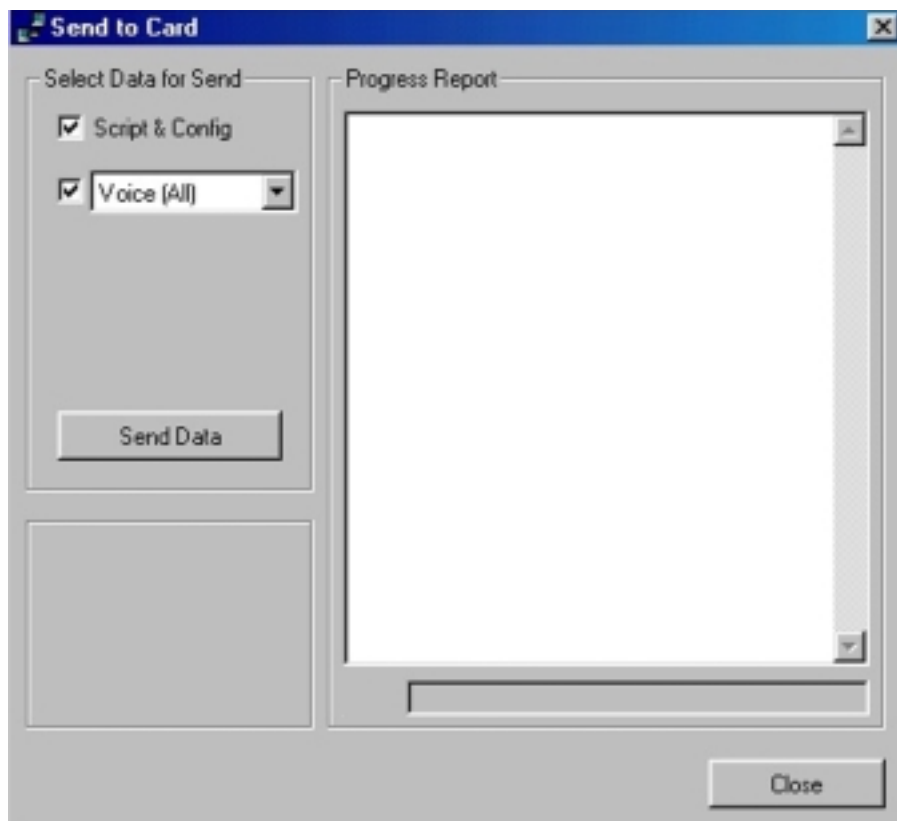 Send to Card
Select Data for Send
Script & Config
Voice (All)
Send Data
Progress Report
Close